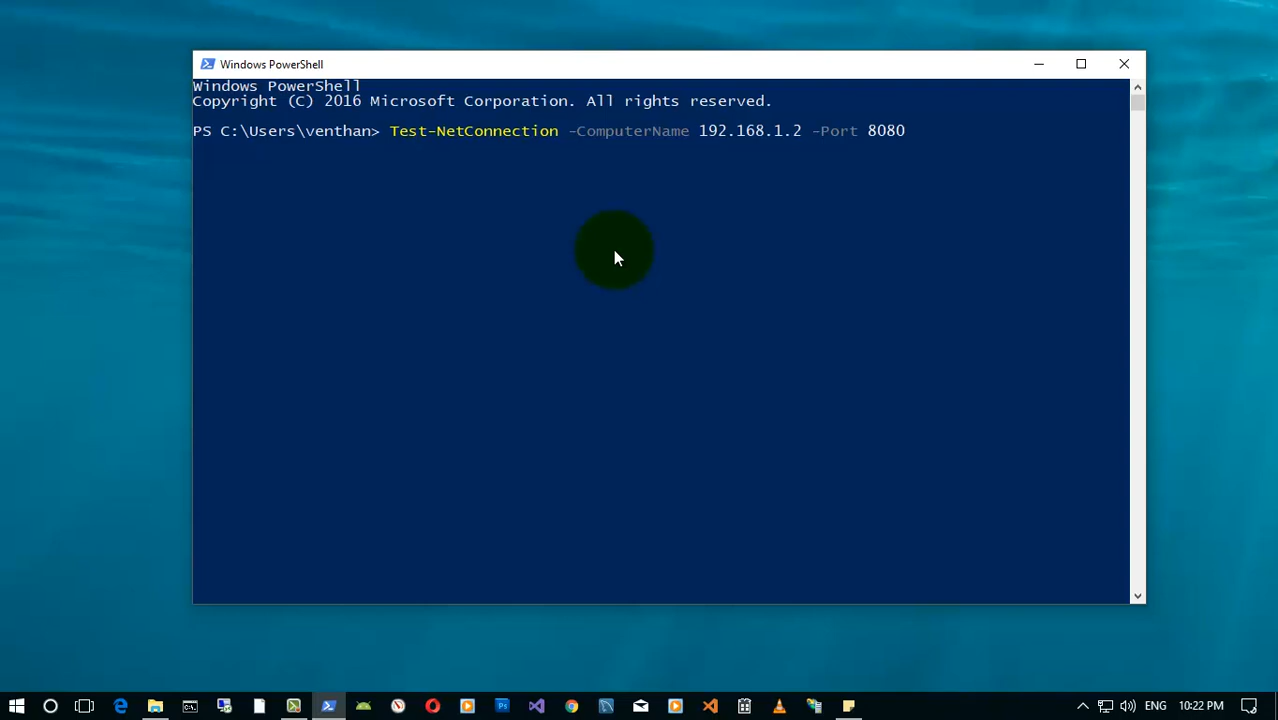 Windows PowerShell
Windows PowerShell
Copyright (C) 2016 Microsoft Corporation. All rights reserved.
PS C:\Users\venthan> Test-NetConnection -ComputerName 192.168.1.2 -Port 8080
Ps
ENG 10:22 PM